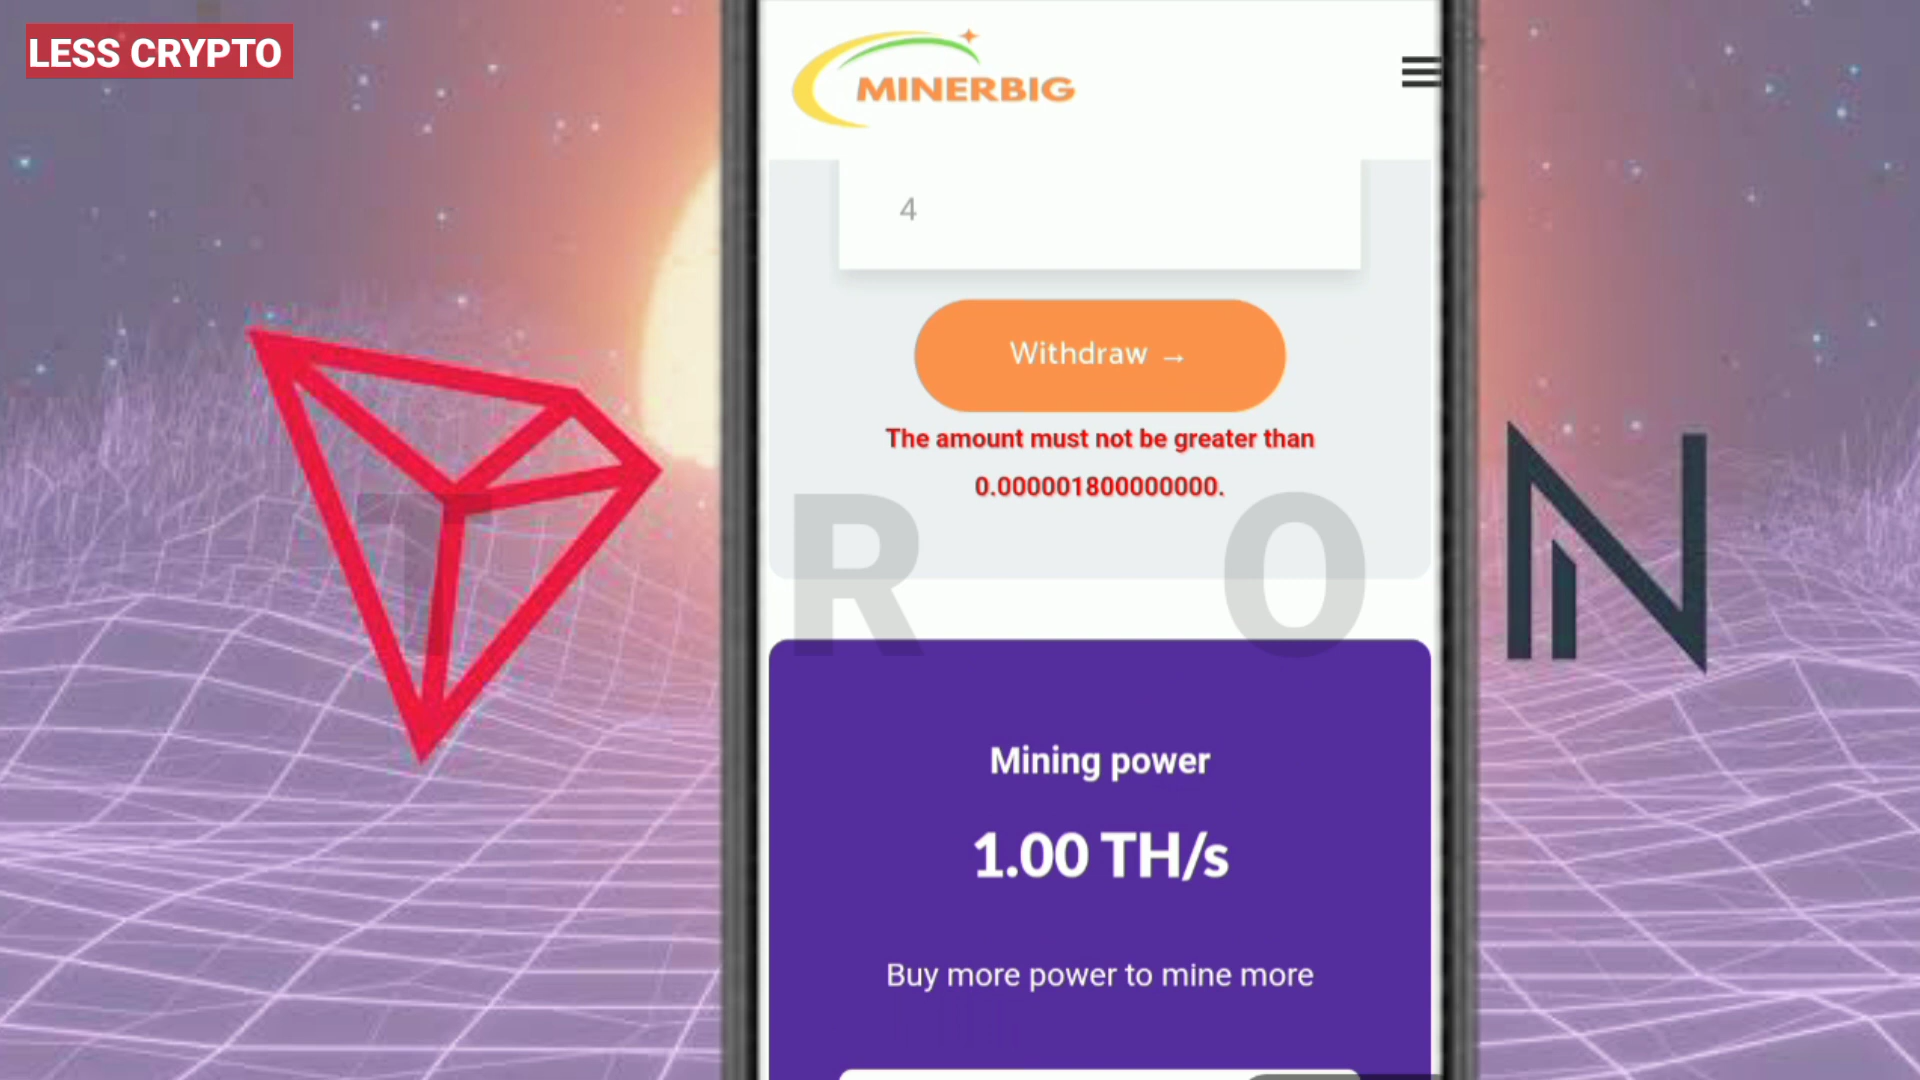 LESS CRYPTO
MINERBIG
4
Withdraw →
The amount must not be greater than
0.000001800000000.
T R O N
Mining power
1.00 TH/s
Buy more power to mine more